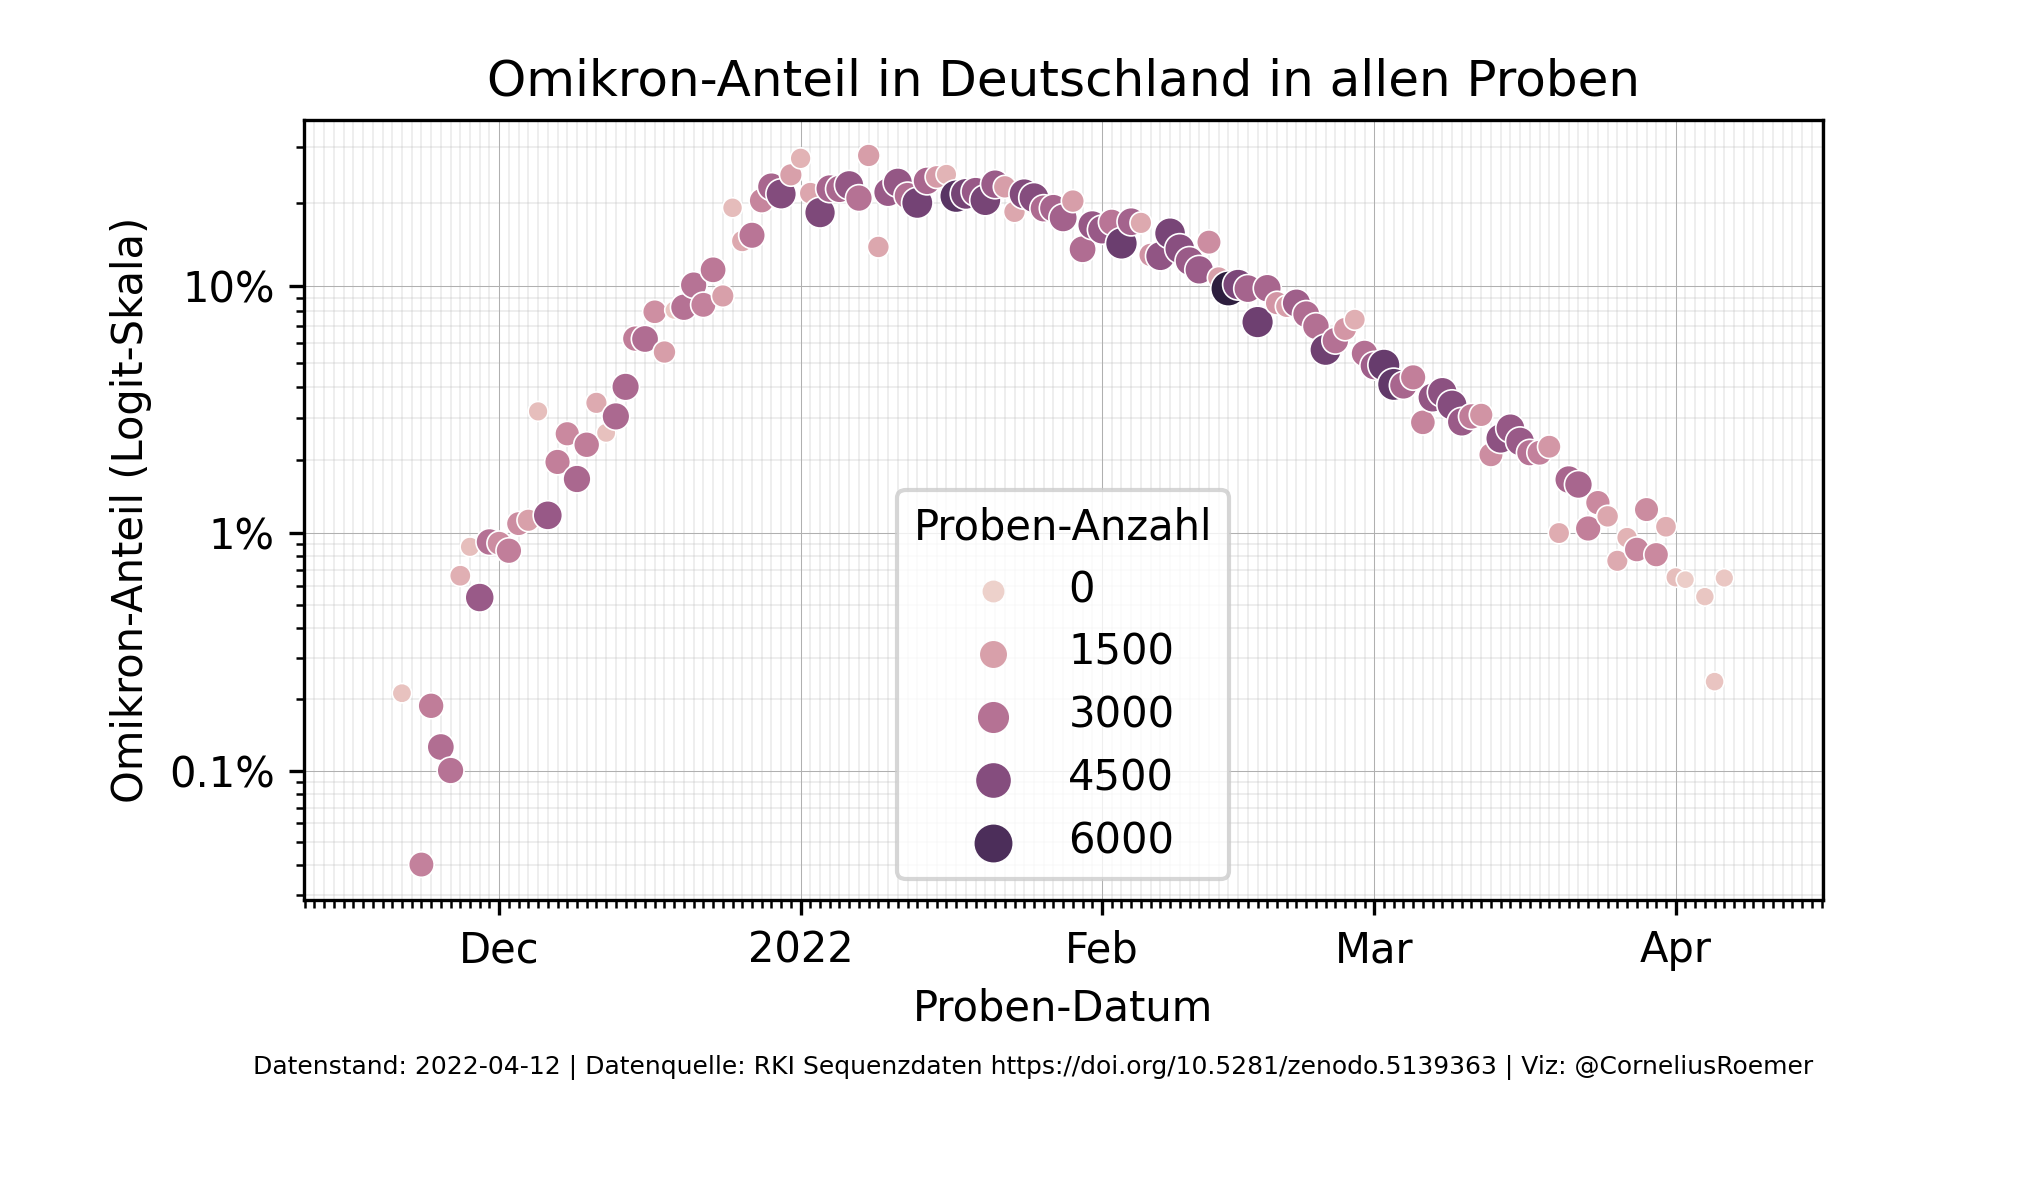 Omikron-Anteil in Deutschland in allen Proben
Omikron-Anteil (Logit-Skala)
10%
1%
0.1%
Proben-Anzahl
0
1500
3000
4500
6000
Dec
2022
Feb
Mar
Apr
Proben-Datum
Datenstand: 2022-04-12 | Datenquelle: RKI Sequenzdaten https://doi.org/10.5281/zenodo.5139363 | Viz: @CorneliusRoemer